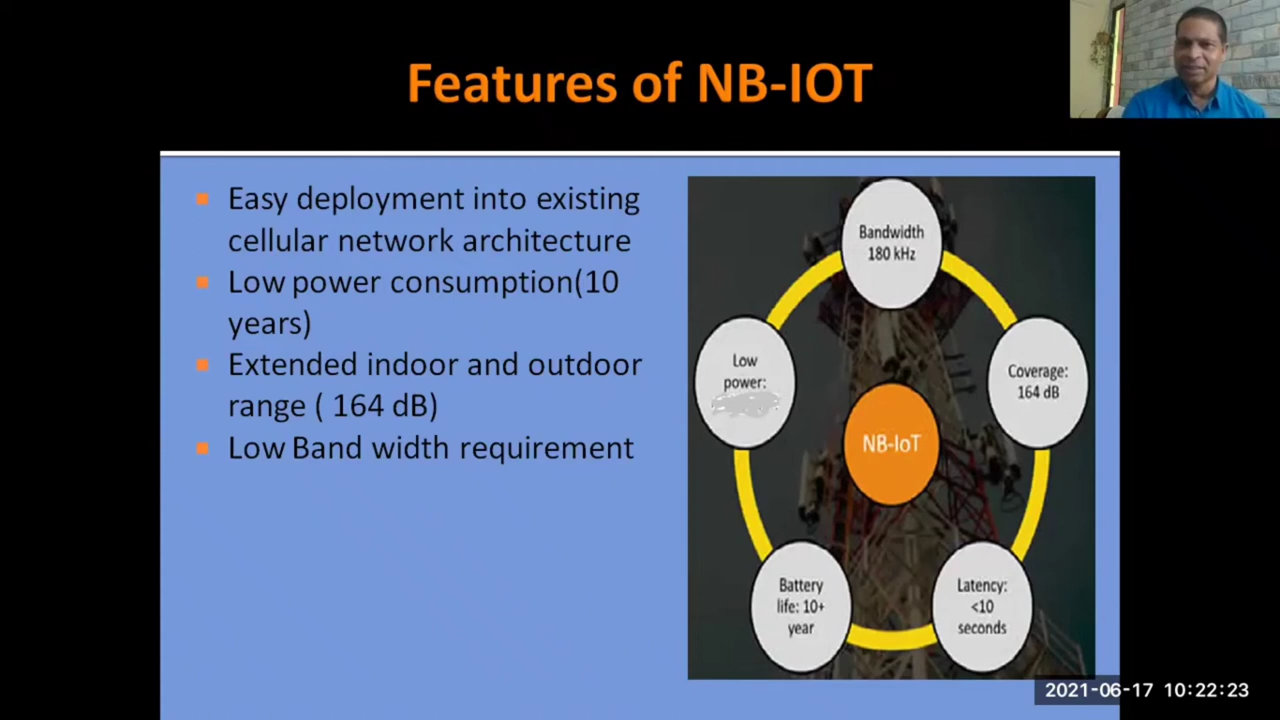 Features of NB-IOT
Easy deployment into existing
cellular network architecture
Low power consumption(10
years)
Extended indoor and outdoor
range ( 164 dB)
Low Band width requirement
Bandwidth
180 kHz
Low
power:
Coverage:
164 dB
NB-IoT
Battery
life: 10+
year
Latency:
<10
seconds
2021-06-17 10:22:23